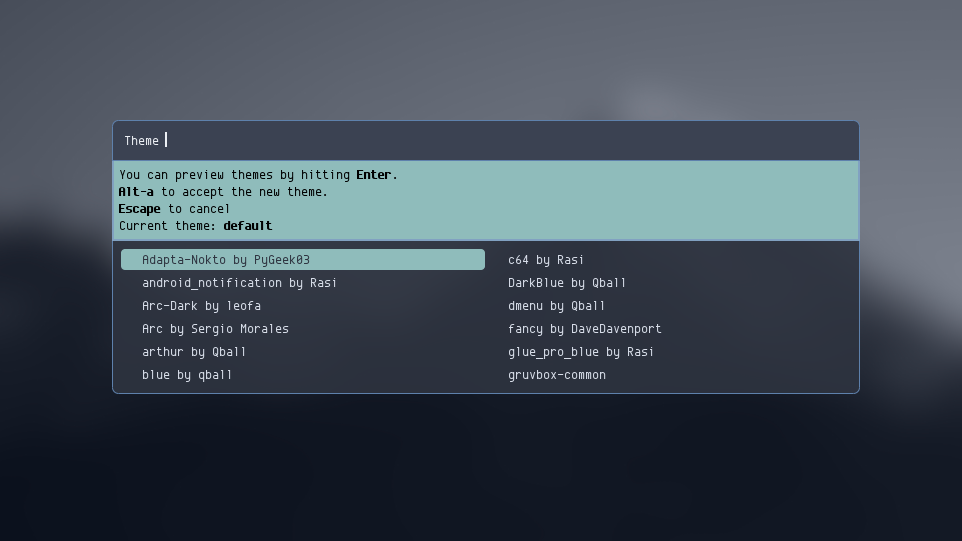 Theme
You can preview themes by hitting Enter.
Alt-a to accept the new theme.
Escape to cancel
Current theme: default
Adapta-Nokto by PyGeek03
android_notification by Rasi
Arc-Dark by leofa
Arc by Sergio Morales
arthur by Qball
blue by qball
c64 by Rasi
DarkBlue by Qball
dmenu by Qball
fancy by DaveDavenport
glue_pro_blue by Rasi
gruvbox-common